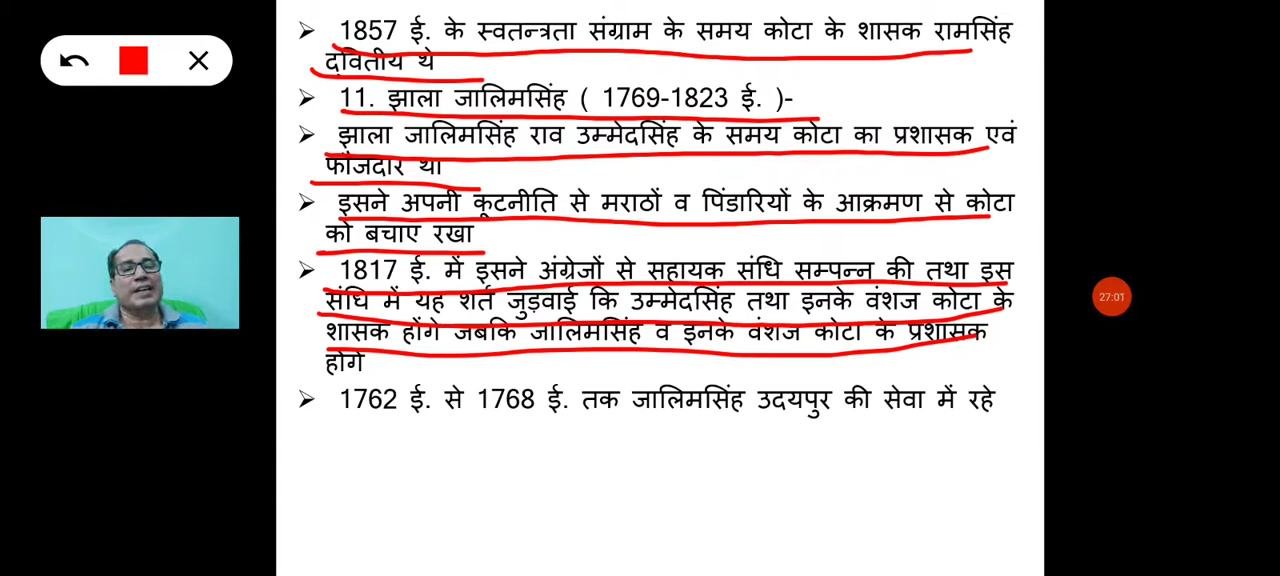 ➢ 1857 ई. के स्वतन्त्रता संग्राम के समय कोटा के शासक रामसिंह
द्वितीय थे
➢ 11. झाला जालिमसिंह ( 1769-1823 ई. )-
➢ झाला जालिमसिंह राव उम्मेदसिंह के समय कोटा का प्रशासक एवं
फौजदार था
➢ इसने अपनी कूटनीति से मराठों व पिंडारियों के आक्रमण से कोटा
को बचाए रखा
➢ 1817 ई. में इसने अंग्रेजों से सहायक संधि सम्पन्न की तथा इस
संधि में यह शर्त जुड़वाई कि उम्मेदसिंह तथा इनके वंशज कोटा के
शासक होंगे जबकि जालिमसिंह व इनके वंशज कोटा के प्रशासक
होंगे
➢ 1762 ई. से 1768 ई. तक जालिमसिंह उदयपुर की सेवा में रहे
27:01